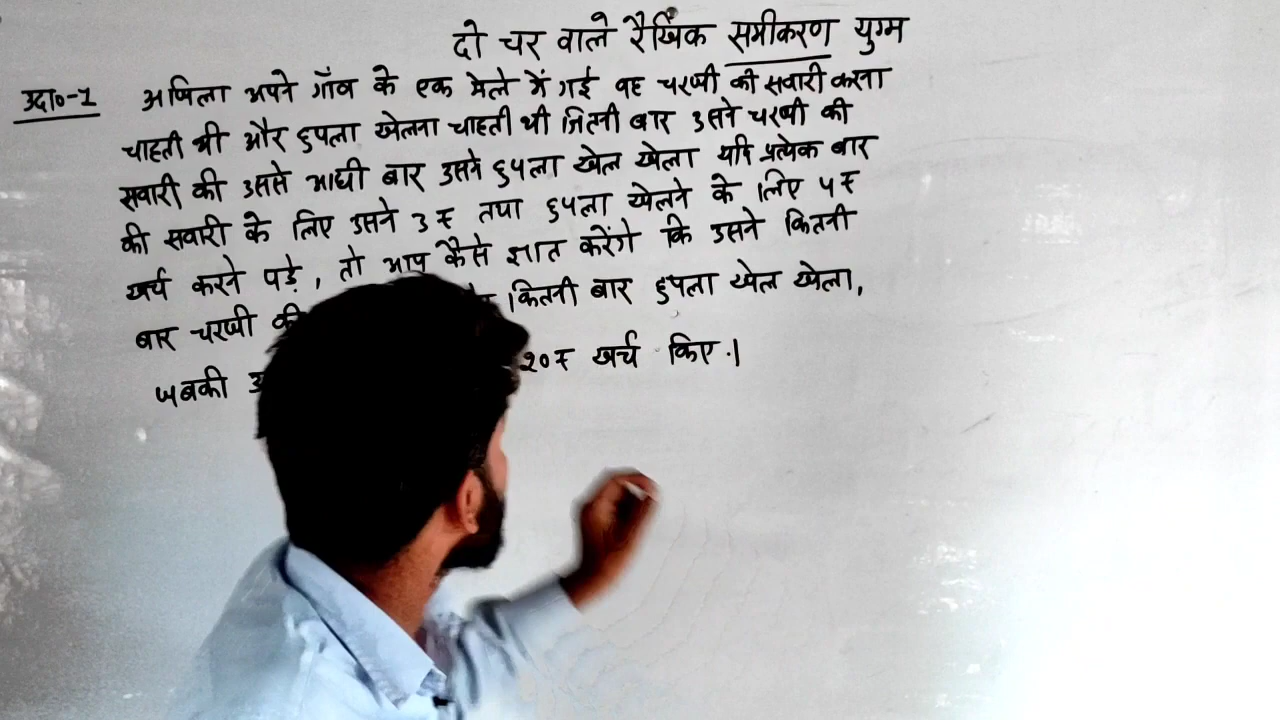 दो चर वाले रैखिक समीकरण युग्म
उदा०-1 अखिला अपने गाँव के एक मेले में गई वह चरखी की सवारी करना
चाहती थी और हुपला खेलना चाहती थी जितनी बार उसने चरखी की
सवारी की उससे आधी बार उसने हुपला खेल खेला यदि प्रत्येक बार
की सवारी के लिए उसने 3 ₹ तथा हुपला खेलने के लिए 4 ₹
खर्च करने पड़े, तो आप कैसे ज्ञात करेंगे कि उसने कितनी
बार चरखी की कितनी बार हुपला खेल खेला,
जबकी 20 ₹ खर्च किए।